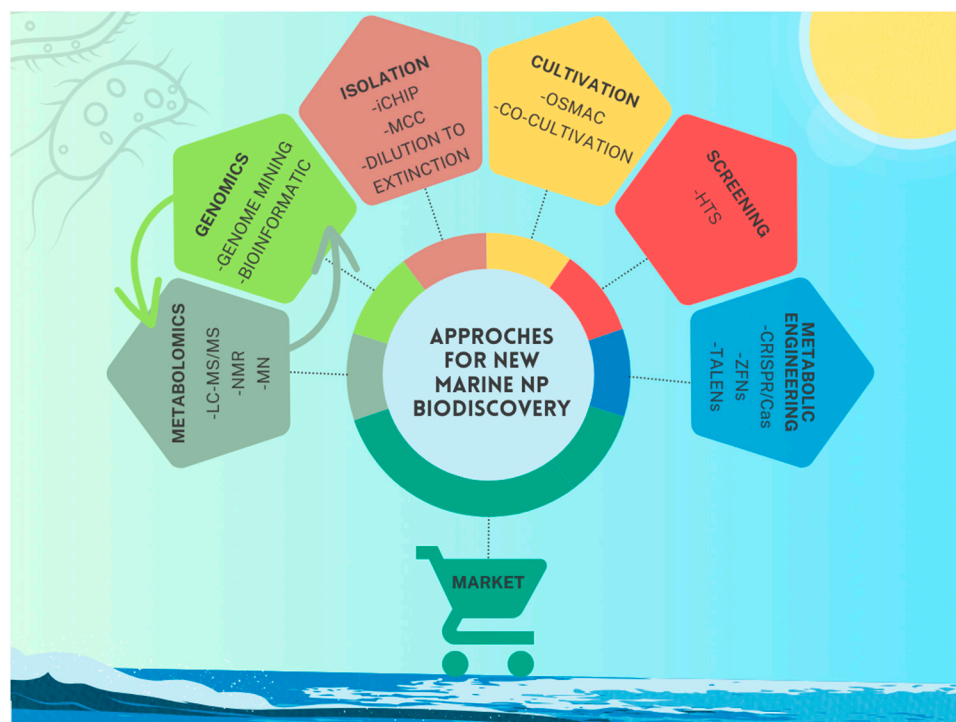 ISOLATION
-iCHIP
-MCC
-DILUTION TO
EXTINCTION
CULTIVATION
-OSMAC
-CO-CULTIVATION
GENOMICS
-GENOME MINING
-BIOINFORMATIC
SCREENING
-HTS
METABOLOMICS
-LC-MS/MS
-NMR
-MN
METABOLIC
ENGINEERING
-CRISPR/Cas
-ZFNs
-TALENs
APPROCHES
FOR NEW
MARINE NP
BIODISCOVERY
MARKET